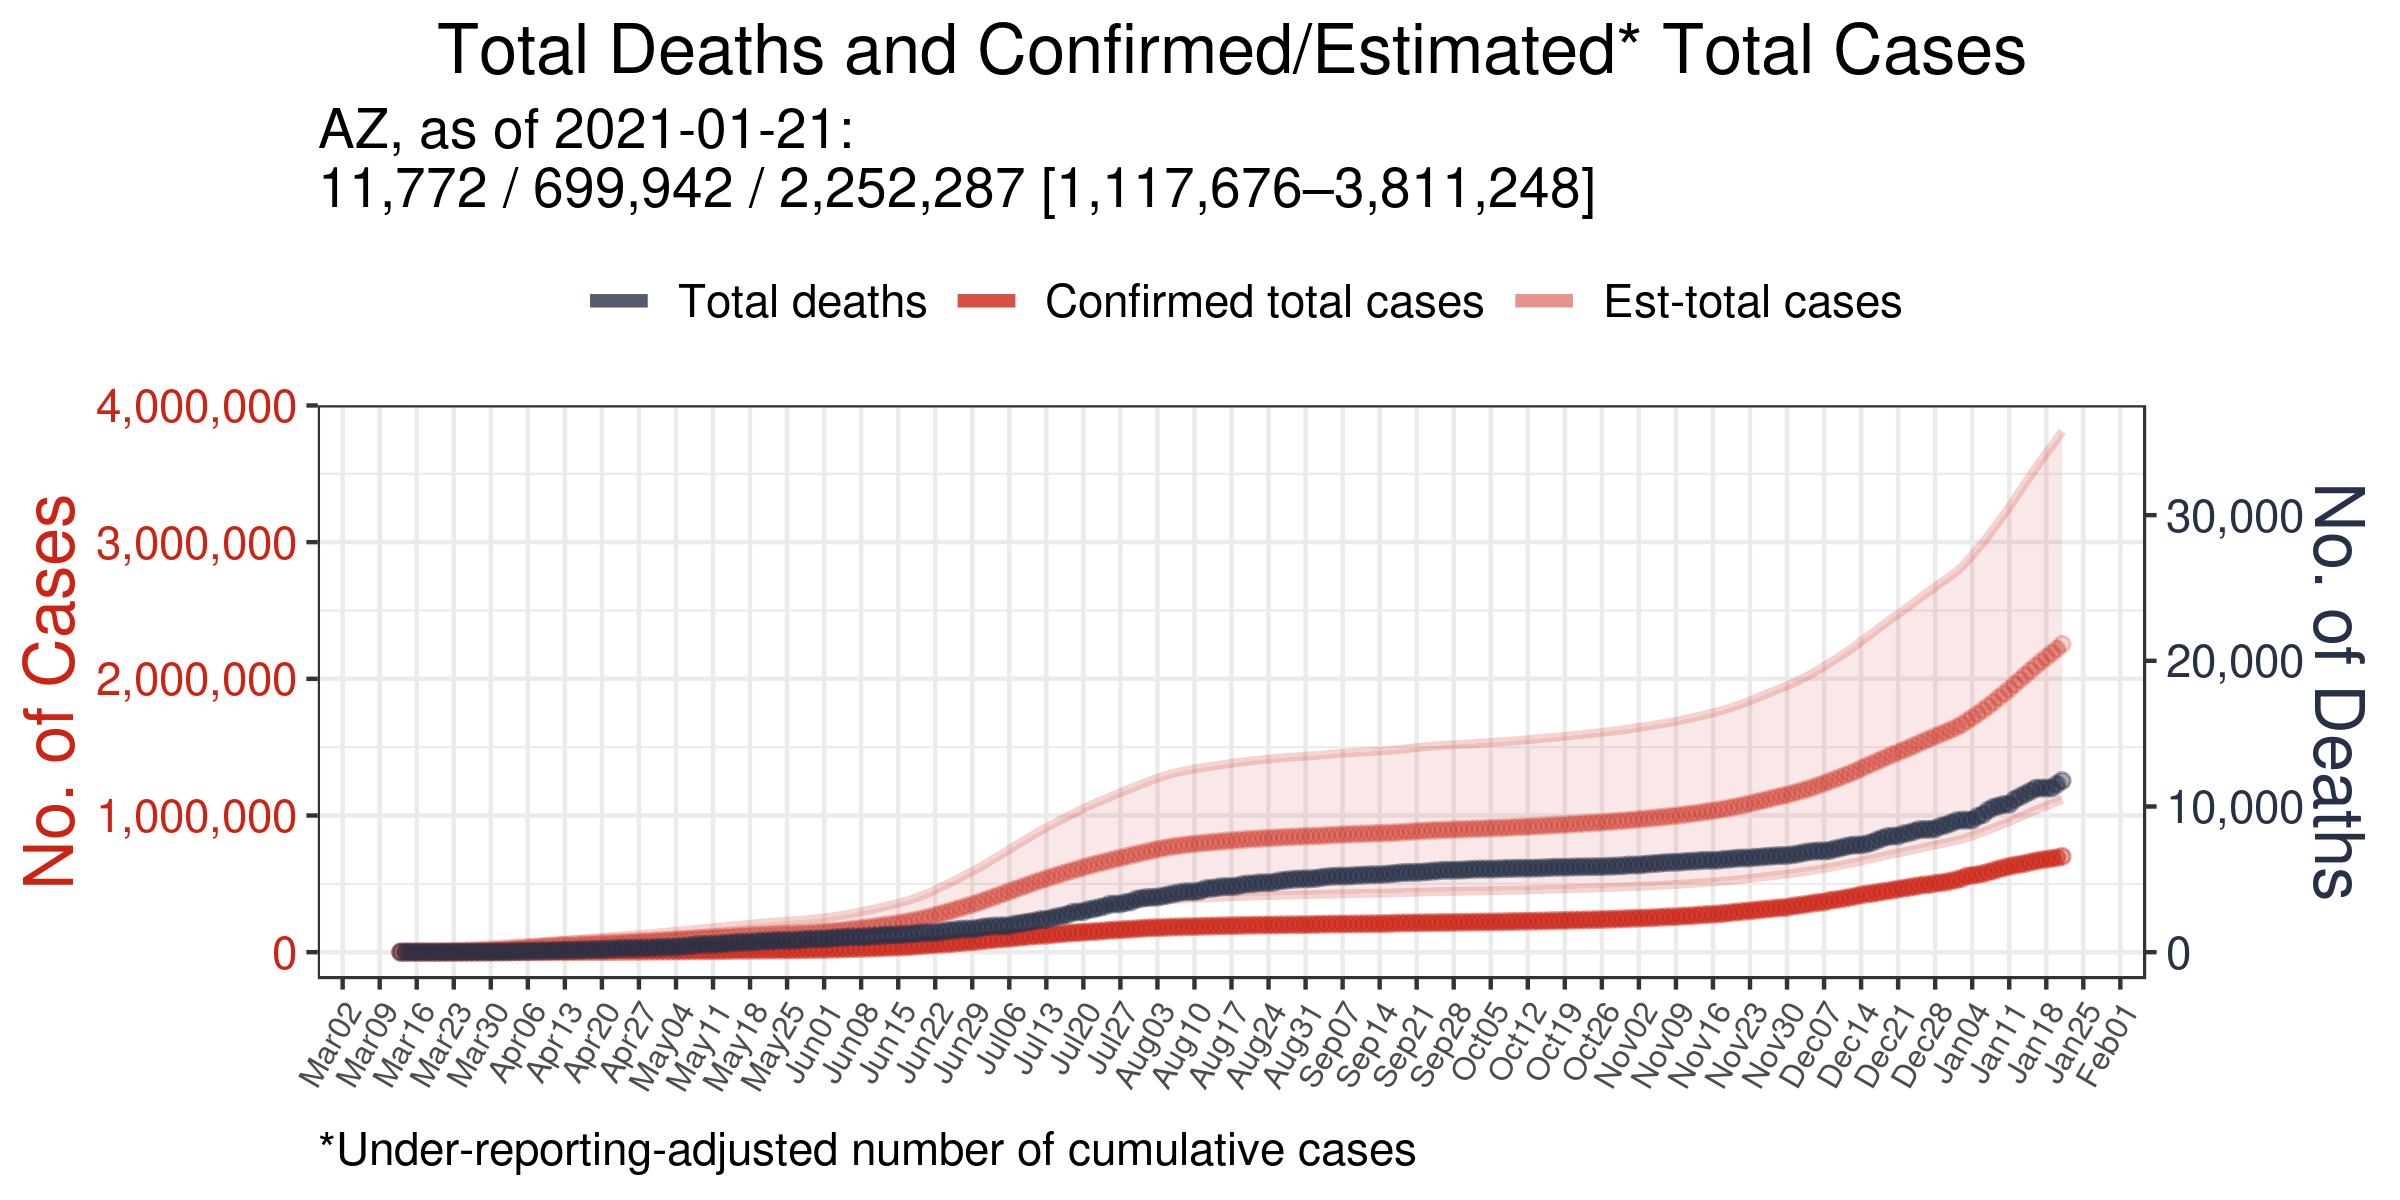 Total Deaths and Confirmed/Estimated* Total Cases
AZ, as of 2021-01-21:
11,772 / 699,942 / 2,252,287 [1,117,676–3,811,248]
Total deaths
Confirmed total cases
Est-total cases
No. of Cases
4,000,000
3,000,000
2,000,000
1,000,000
0
30,000
20,000
10,000
0
No. of Deaths
Mar02
Mar09
Mar16
Mar23
Mar30
Apr06
Apr13
Apr20
Apr27
May04
May11
May18
May25
Jun01
Jun08
Jun15
Jun22
Jun29
Jul06
Jul13
Jul20
Jul27
Aug03
Aug10
Aug17
Aug24
Aug31
Sep07
Sep14
Sep21
Sep28
Oct05
Oct12
Oct19
Oct26
Nov02
Nov09
Nov16
Nov23
Nov30
Dec07
Dec14
Dec21
Dec28
Jan04
Jan11
Jan18
Jan25
Feb01
*Under-reporting-adjusted number of cumulative cases